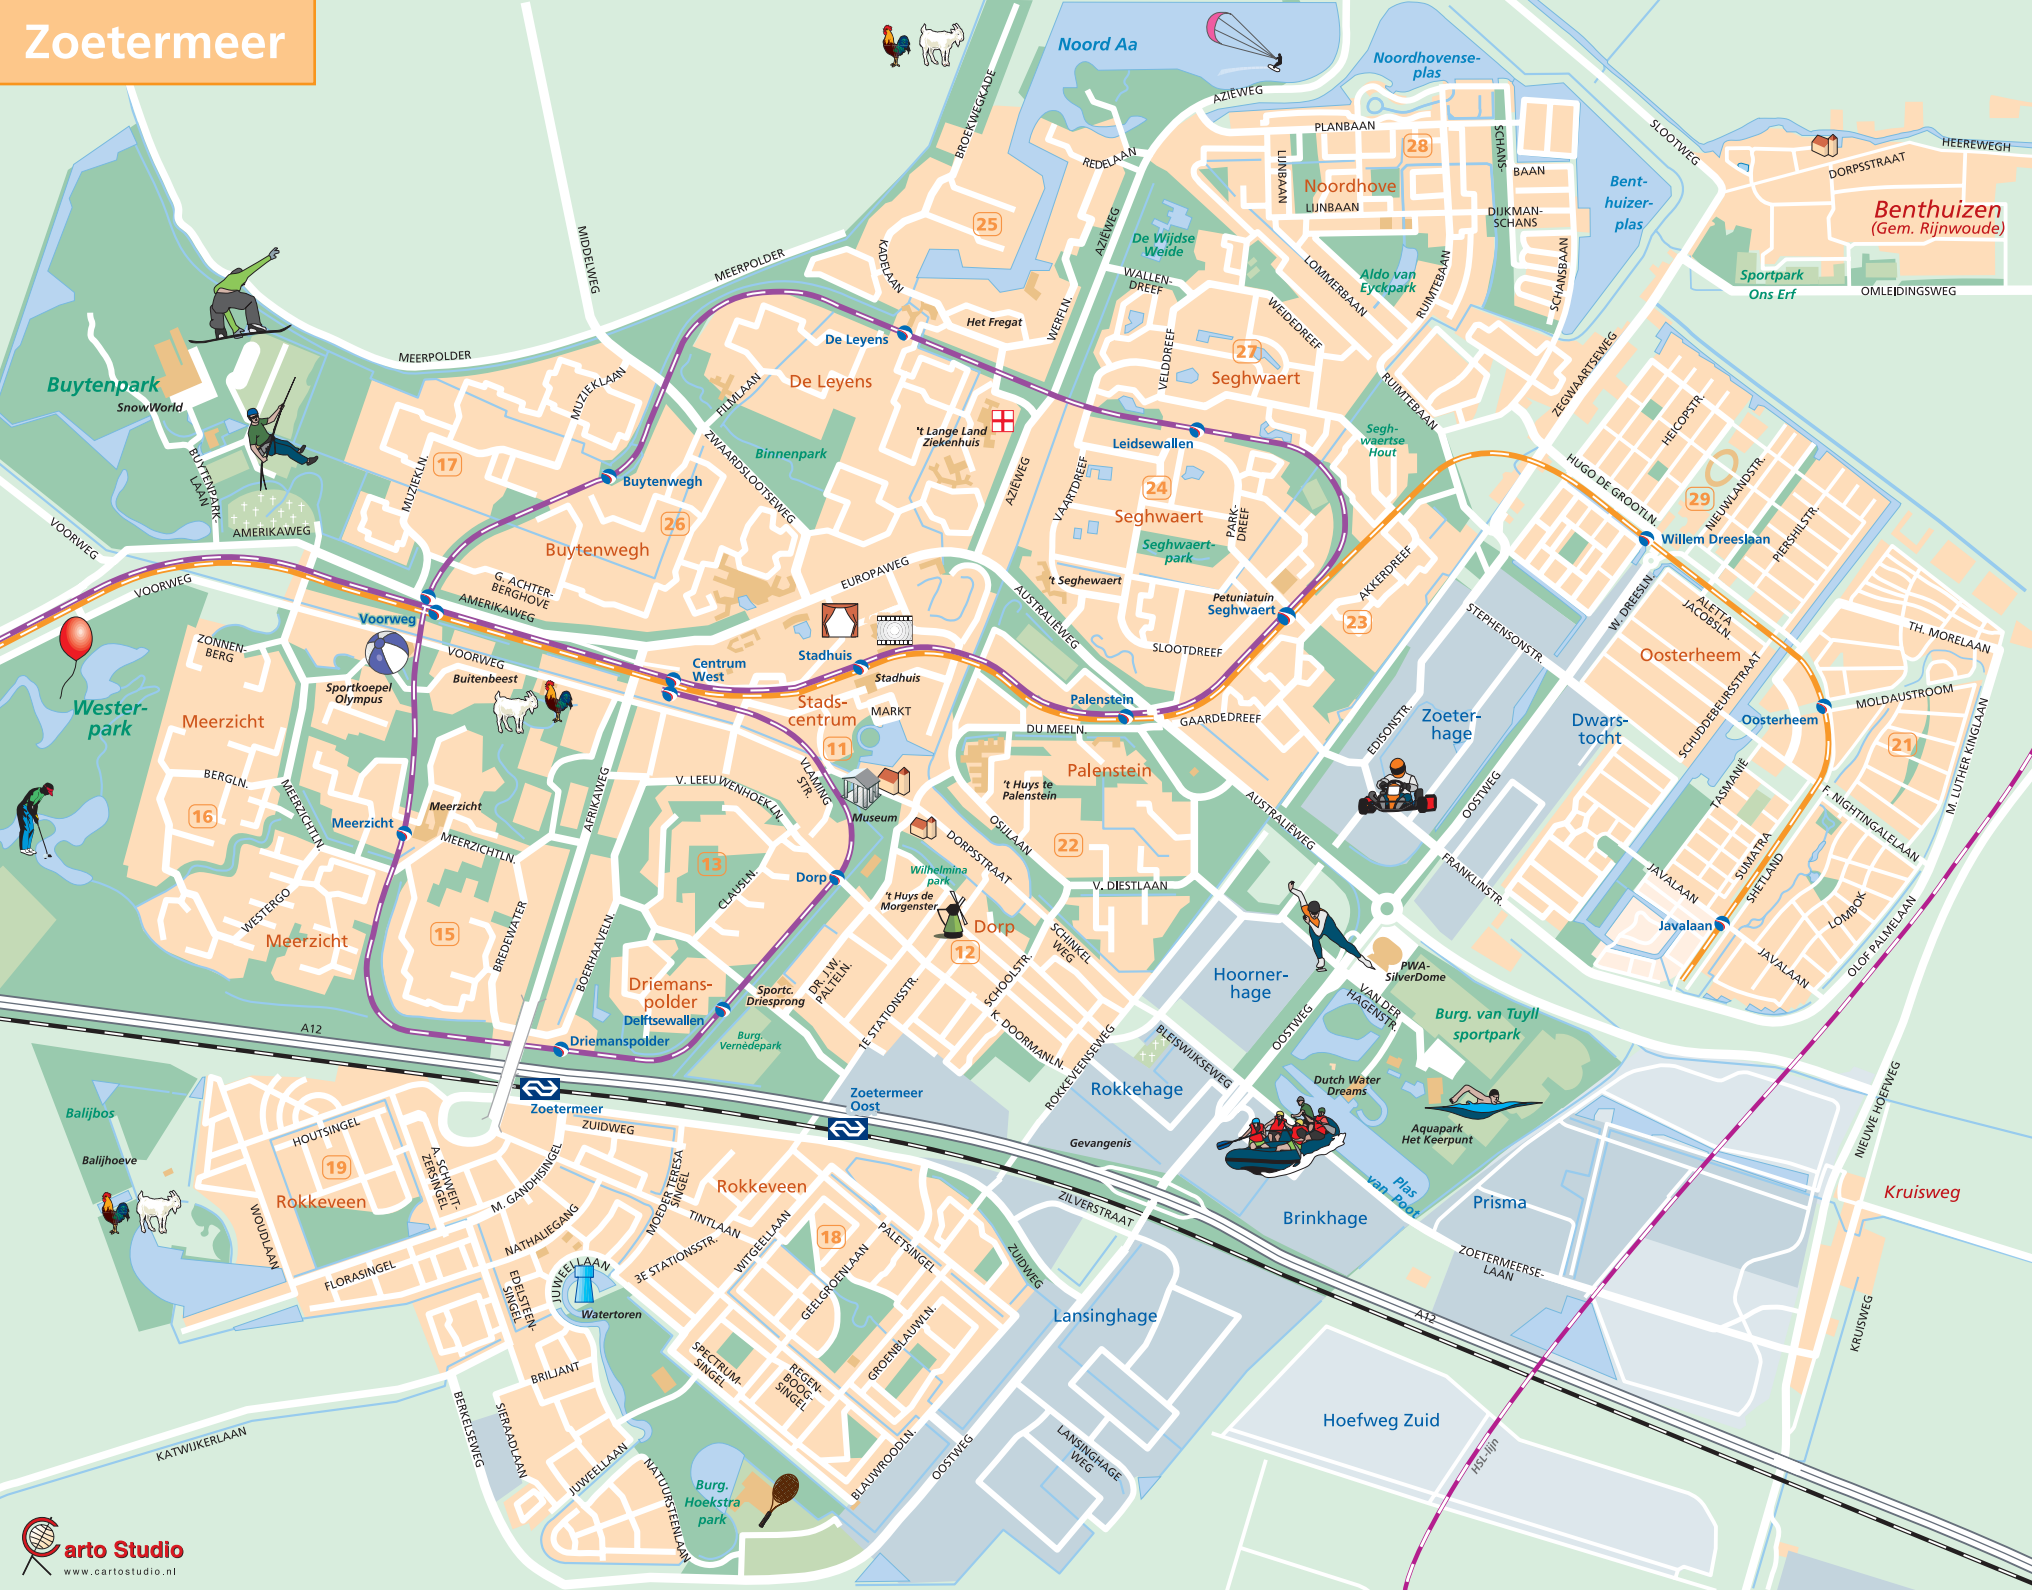 Zoetermeer
Noord Aa
Noordhovense-
plas
AZIËWEG
BROEKWEGKADE
REDELAAN
PLANBAAN
28
SCHANS-
BAAN
LIJNBAAN
Noordhove
LIJNBAAN
DIJKMAN-
SCHANS
SCHANSBAAN
Bent-
huizer-
plas
SLOOTWEG
HEEREWEGH
DORPSSTRAAT
Benthuizen
(Gem. Rijnwoude)
Sportpark
Ons Erf
OMLEIDINGSWEG
MIDDELWEG
MEERPOLDER
KADELAAN
25
AZIËWEG
De Wijdse
Weide
WALLEN-
DREEF
LOMMERBAAN
Aldo van
Eyckpark
RUIMTEBAAN
WEIDEDREEF
Het Fregat
WERFLN.
De Leyens
De Leyens
MEERPOLDER
Buytenpark
SnowWorld
MUZIEKLAAN
FILMLAAN
VELDDREEF
27
Seghwaert
RUIMTEBAAN
ZEGWAARTSEWEG
HEICOPSTR.
't Lange Land
Ziekenhuis
Leidsewallen
Segh-
waertse
Hout
BUYTENPARK-
LAAN
17
MUZIEKLN.
Buytenwegh
ZWAARDSLOOTSEWEG
Binnenpark
AZIEWEG
VAARTDREEF
24
Seghwaert
PARK-
DREEF
Seghwaert-
park
HUGO DE GROOTLN.
29
NIEUWLANDSTR.
PIERSHILSTR.
Willem Dreeslaan
VOORWEG
AMERIKAWEG
26
Buytenwegh
EUROPAWEG
VOORWEG
G. ACHTER-
BERGHOVE
AMERIKAWEG
Voorweg
't Seghewaert
AUSTRALIËWEG
Petuniatuin
Seghwaert
AKKERDREEF
23
SLOOTDREEF
STEPHENSONSTR.
W. DREESLN.
ALETTA
JACOBSLN.
Oosterheem
TH. MORELAAN
ZONNEN-
BERG
VOORWEG
Buitenbeest
Sportkoepel
Olympus
Centrum
West
Stadhuis
Stadhuis
Stads-
centrum
MARKT
11
Palenstein
DU MEELN.
GAARDEDREEF
Wester-
park
Meerzicht
EDISONSTR.
Zoeter-
hage
Dwars-
tocht
SCHUDDEBEURSSTRAAT
Oosterheem
MOLDAUSTROOM
21
M. LUTHER KINGLAAN
BERGLN.
16
MEERZICHTLN.
Meerzicht
Meerzicht
MEERZICHTLN.
AFRIKAWEG
V. LEEUWENHOEKLN.
VLAMING
STR.
Museum
't Huys te
Palenstein
Palenstein
OSIJLAAN
22
AUSTRALIËWEG
OOSTWEG
TASMANIË
F. NIGHTINGALELAAN
SUMATRA
SHETLAND
13
CLAUSLN.
Dorp
DORPSSTRAAT
Wilhelmina
park
't Huys de
Morgenster
V. DIESTLAAN
FRANKLINSTR.
JAVALAAN
LOMBOK
WESTERGO
Meerzicht
15
BREDEWATER
BOERHAAVELN.
Dorp
12
SCHINKEL
WEG
Javalaan
JAVALAAN
OLOF PALMELAAN
Driemans-
polder
Delftsewallen
Sportc.
Driesprong
DR. J.W.
PALTELN.
1E STATIONSSTR.
SCHOOLSTR.
Hoorner-
hage
PWA-
SilverDome
VAN DER
HAGENSTR.
Burg. van Tuyll
sportpark
A12
Driemanspolder
Burg.
Vernèdepark
K. DOORMANLN.
ROKKEVEENSEWEG
BLEISWIJKSEWEG
OOSTWEG
Zoetermeer
Oost
Rokkehage
Dutch Water
Dreams
Aquapark
Het Keerpunt
NIEUWE HOEFWEG
Balijbos
Zoetermeer
ZUIDWEG
Gevangenis
HOUTSINGEL
Balijhoeve
19
Rokkeveen
A. SCHWEIT-
ZERSINGEL
M. GANDHISINGEL
MOEDER TERESA
SINGEL
Rokkeveen
ZILVERSTRAAT
Plas
van Poot
Brinkhage
Prisma
Kruisweg
WOUDLAAN
NATHALIEGANG
TINTLAAN
WITGEELLAAN
18
PALETSINGEL
3E STATIONSSTR.
GEELGROENLAAN
ZUIDWEG
ZOETERMEERSE-
LAAN
FLORASINGEL
EDELSTEEN-
SINGEL
JUWEELLAAN
Watertoren
Lansinghage
A12
KRUISWEG
GROENBLAUWLN.
SPECTRUM-
SINGEL
REGEN-
BOOG-
SINGEL
BRILJANT
BERKELSEWEG
SIERAADLAAN
Hoefweg Zuid
KATWIJKERLAAN
HSL-lijn
LANSINGHAGE
WEG
OOSTWEG
BLAUWROODLN.
JUWEELLAAN
NATUURSTEENLAAN
Burg.
Hoekstra
park
Carto Studio
www.cartostudio.nl